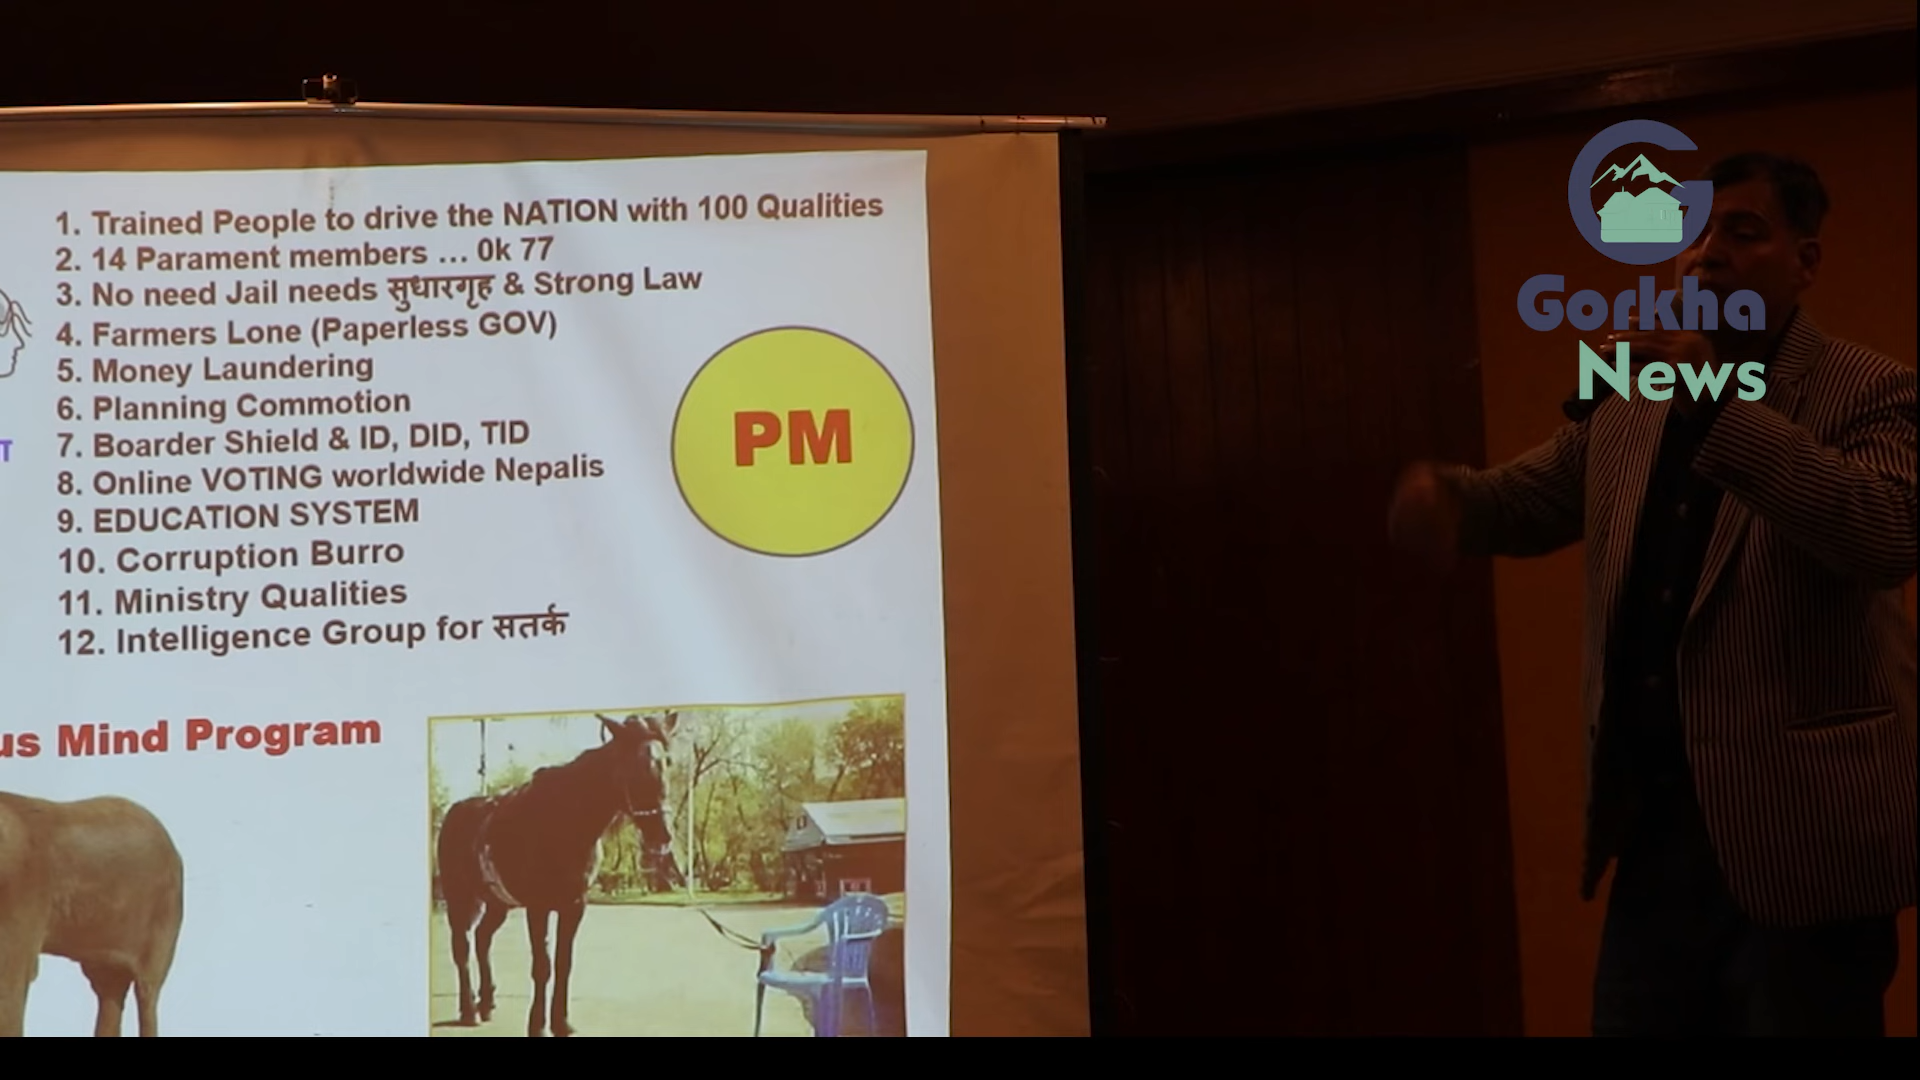 1. Trained People to drive the NATION with 100 Qualities
2. 14 Parament members ... 0k 77
3. No need Jail needs सुधारगृह & Strong Law
4. Farmers Lone (Paperless GOV)
5. Money Laundering
6. Planning Commotion
7. Boarder Shield & ID, DID, TID
8. Online VOTING worldwide Nepalis
9. EDUCATION SYSTEM
10. Corruption Burro
11. Ministry Qualities
12. Intelligence Group for सतर्क
PM
Mind Program
Gorkha
News